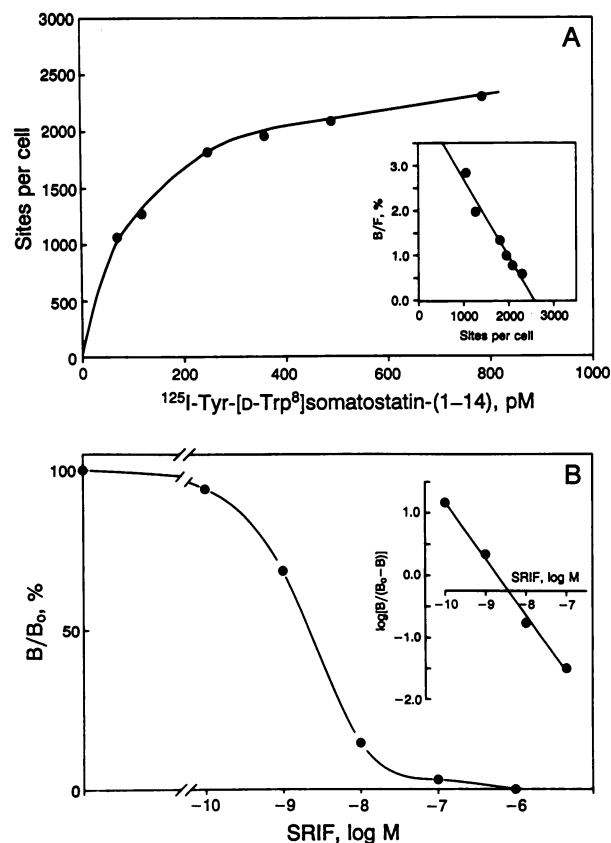 A
3000
2500
2000
1500
1000
500
0
Sites per cell
0 200 400 600 800 1000
¹²⁵I-Tyr-[D-Trp⁸]somatostatin-(1–14), pM
3.0
2.0
1.0
0.0
B/F, %
0 1000 2000 3000
Sites per cell
B
100
50
0
B/B₀, %
−10 −9 −8 −7 −6
SRIF, log M
1.0
0.0
−1.0
−2.0
log[B/(B₀−B)]
SRIF, log M
−10 −9 −8 −7